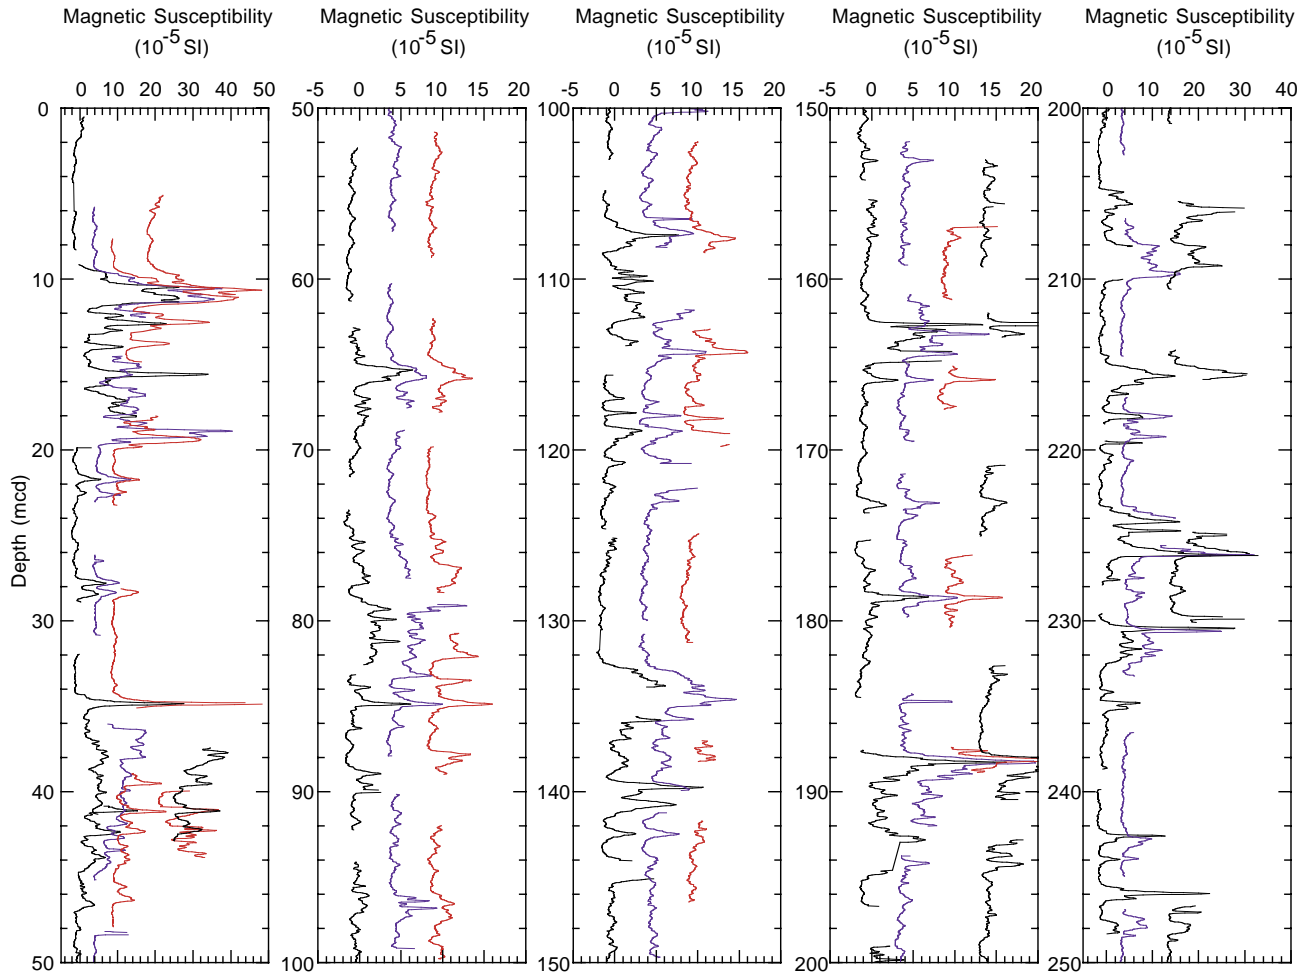 Magnetic Susceptibility Magnetic Susceptibility Magnetic Susceptibility Magnetic Susceptibility Magnetic Susceptibility
(10-5 SI) (10-5 SI) (10-5 SI) (10-5 SI) (10-5 SI)
0 10 20 30 40 50 -5 0 5 10 15 20 -5 0 5 10 15 20 -5 0 5 10 15 20 0 10 20 30 40
0 50 100 150 200
10 60 110 160 210
20 70 120 170 220
Depth (mcd)
30 80 130 180 230
40 90 140 190 240
50 100 150 200 250